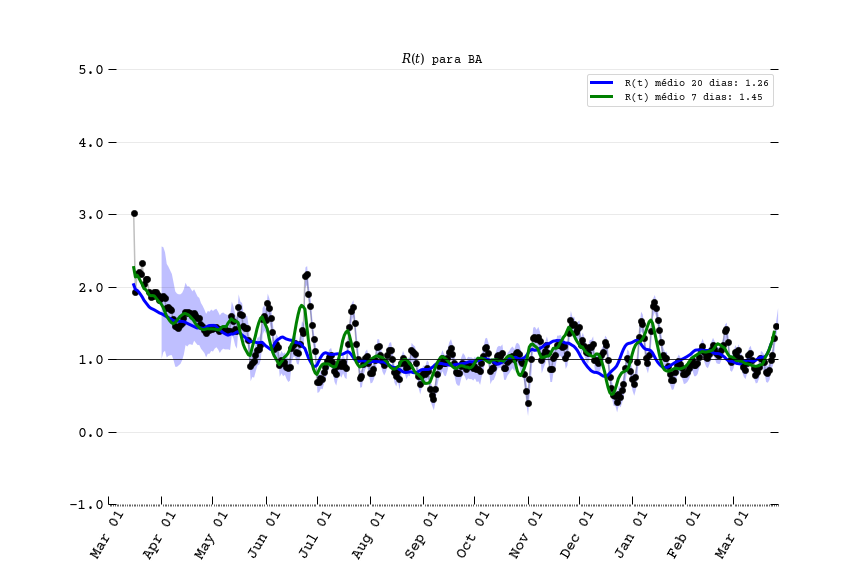 R(t) para BA
R(t) médio 20 dias: 1.26
R(t) médio 7 dias: 1.45
5.0
4.0
3.0
2.0
1.0
0.0
-1.0
Mar 01
Apr 01
May 01
Jun 01
Jul 01
Aug 01
Sep 01
Oct 01
Nov 01
Dec 01
Jan 01
Feb 01
Mar 01